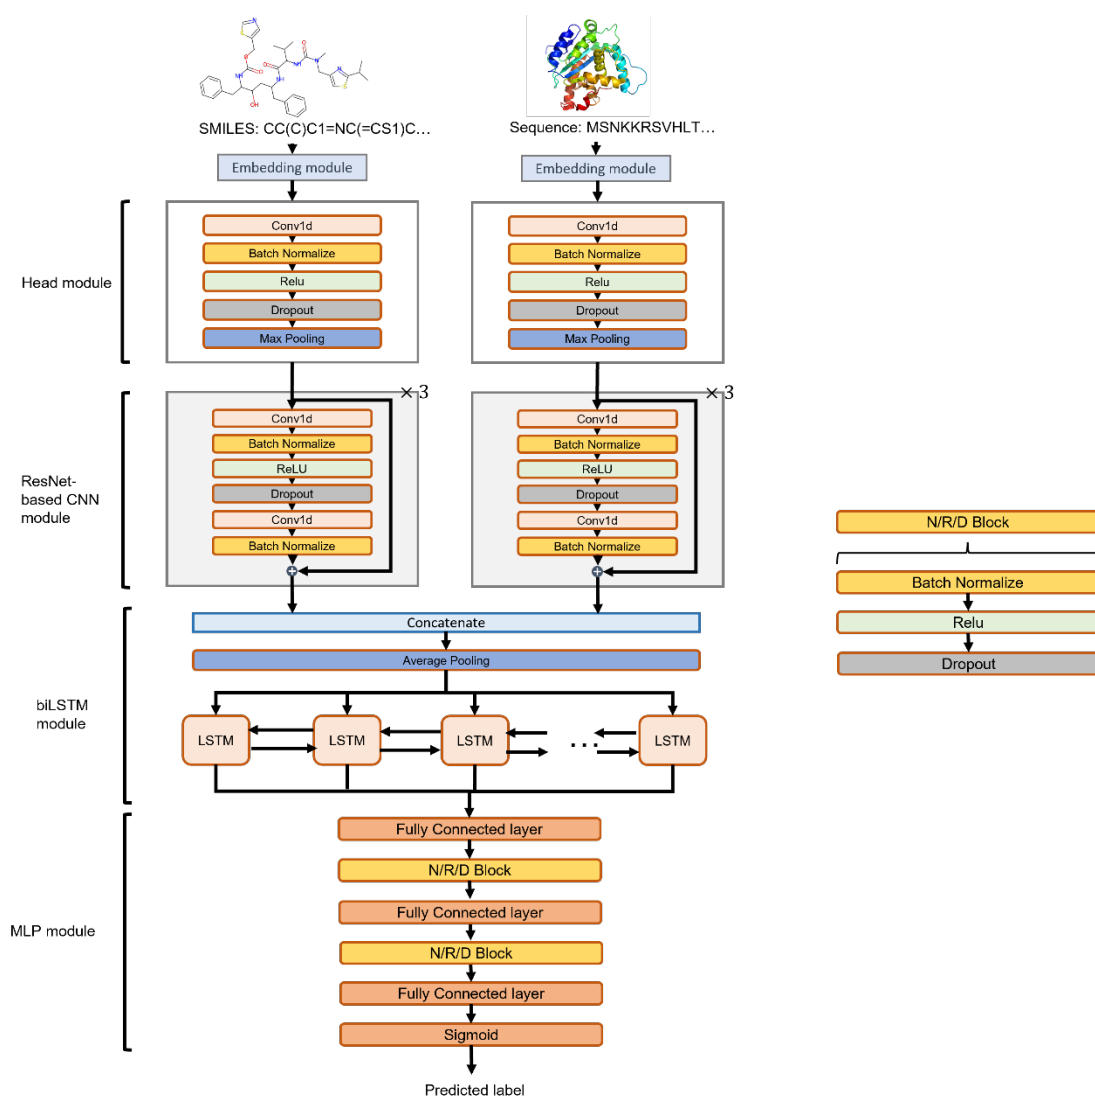 SMILES: CC(C)C1=NC(=CS1)C...
Sequence: MSNKKRSVHLT...
Embedding module
Embedding module
Head module
Conv1d
Batch Normalize
Relu
Dropout
Max Pooling
Conv1d
Batch Normalize
Relu
Dropout
Max Pooling
ResNet-
based CNN
module
× 3
Conv1d
Batch Normalize
ReLU
Dropout
Conv1d
Batch Normalize
+
× 3
Conv1d
Batch Normalize
ReLU
Dropout
Conv1d
Batch Normalize
+
N/R/D Block
Batch Normalize
Relu
Dropout
biLSTM
module
Concatenate
Average Pooling
LSTM
LSTM
LSTM
...
LSTM
MLP module
Fully Connected layer
N/R/D Block
Fully Connected layer
N/R/D Block
Fully Connected layer
Sigmoid
Predicted label